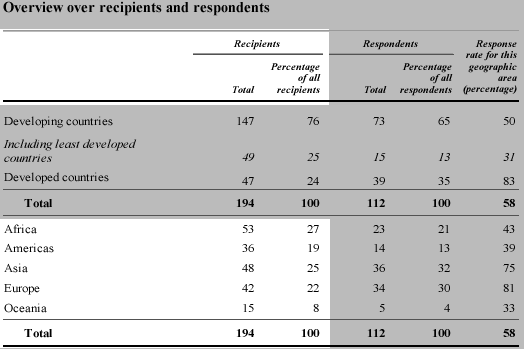 Overview over recipients and respondents
Recipients Respondents Response rate for this geographic area (percentage)
Total Percentage of all recipients Total Percentage of all respondents
Developing countries 147 76 73 65 50
Including least developed
countries 49 25 15 13 31
Developed countries 47 24 39 35 83
Total 194 100 112 100 58
Africa 53 27 23 21 43
Americas 36 19 14 13 39
Asia 48 25 36 32 75
Europe 42 22 34 30 81
Oceania 15 8 5 4 33
Total 194 100 112 100 58